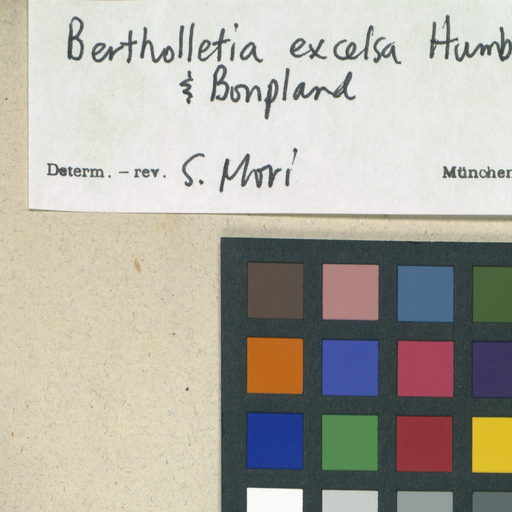 Bertholletia excelsa Humb
& Bonpland
Determ. – rev. S. Mori München